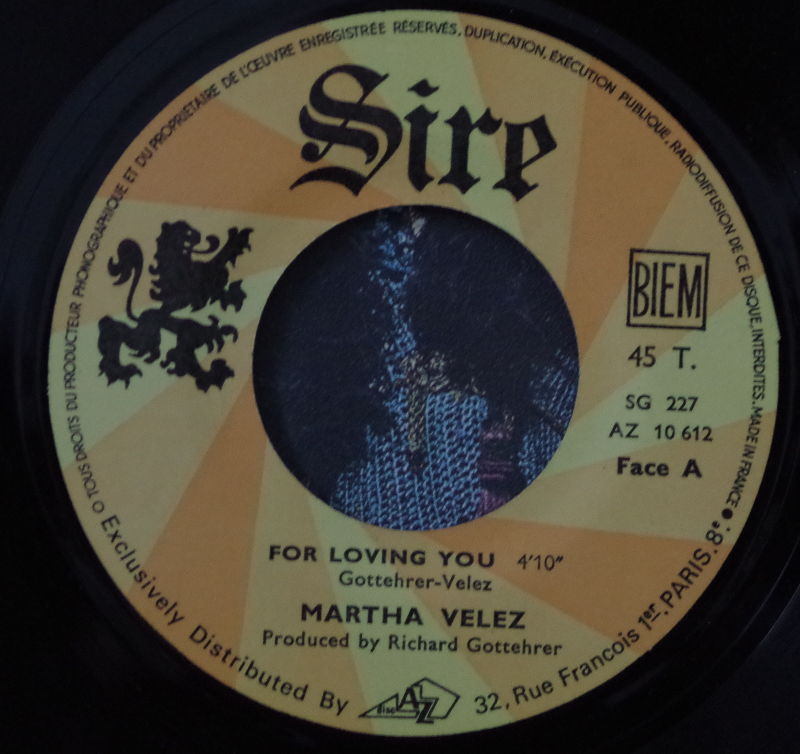 O TOUS DROITS DU PRODUCTEUR PHONOGRAPHIQUE ET DU PROPRIETAIRE DE L'ŒUVRE ENREGISTRÉE RÉSERVÉS, DUPLICATION, EXÉCUTION PUBLIQUE, RADIODIFFUSION DE CE DISQUE, INTERDITES. MADE IN FRANCE
Sire
BIEM
45 T.
SG 227
AZ 10 612
Face A
FOR LOVING YOU 4'10"
Gottehrer-Velez
MARTHA VELEZ
Produced by Richard Gottehrer
Exclusively Distributed By disc AZ 32, Rue Francois 1er. PARIS. 8e